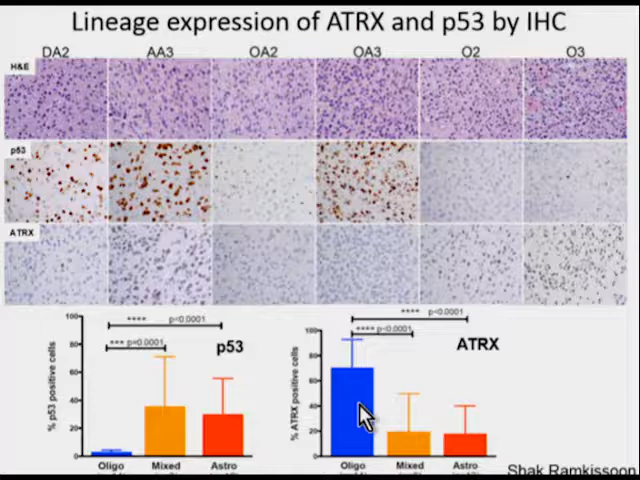 Lineage expression of ATRX and p53 by IHC
DA2 AA3 OA2 OA3 O2 O3
H&E
p53
ATRX
**** p<0.0001
*** p=0.0001
p53
% p53 positive cells
100
80
60
40
20
0
Oligo Mixed Astro
**** p<0.0001
**** p<0.0001
ATRX
% ATRX positive cells
100
80
60
40
20
0
Oligo Mixed Astro
Shak Ramkissoon